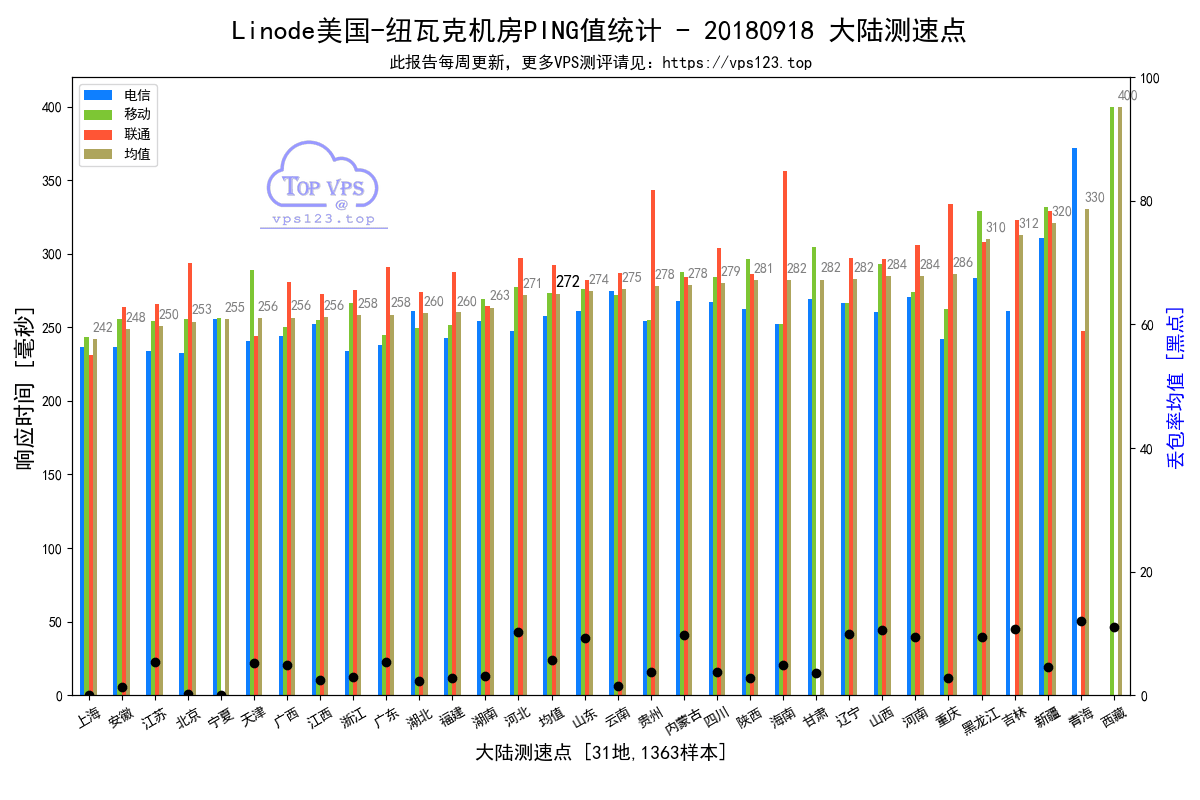 Linode美国-纽瓦克机房PING值统计 - 20180918 大陆测速点
此报告每周更新，更多VPS测评请见：https://vps123.top
电信
移动
联通
均值
TOP VPS
@
vps123.top
响应时间 [毫秒]
400
350
300
250
200
150
100
50
0
242
248
250
253
255
256
256
256
258
258
260
260
263
271
272
274
275
278
278
279
281
282
282
282
284
284
286
310
312
320
330
400
100
80
60
40
20
0
丢包率均值 [黑点]
上海
安徽
江苏
北京
宁夏
天津
广西
江西
浙江
广东
湖北
福建
湖南
河北
均值
山东
云南
贵州
内蒙古
四川
陕西
海南
甘肃
辽宁
山西
河南
重庆
黑龙江
吉林
新疆
青海
西藏
大陆测速点 [31地,1363样本]